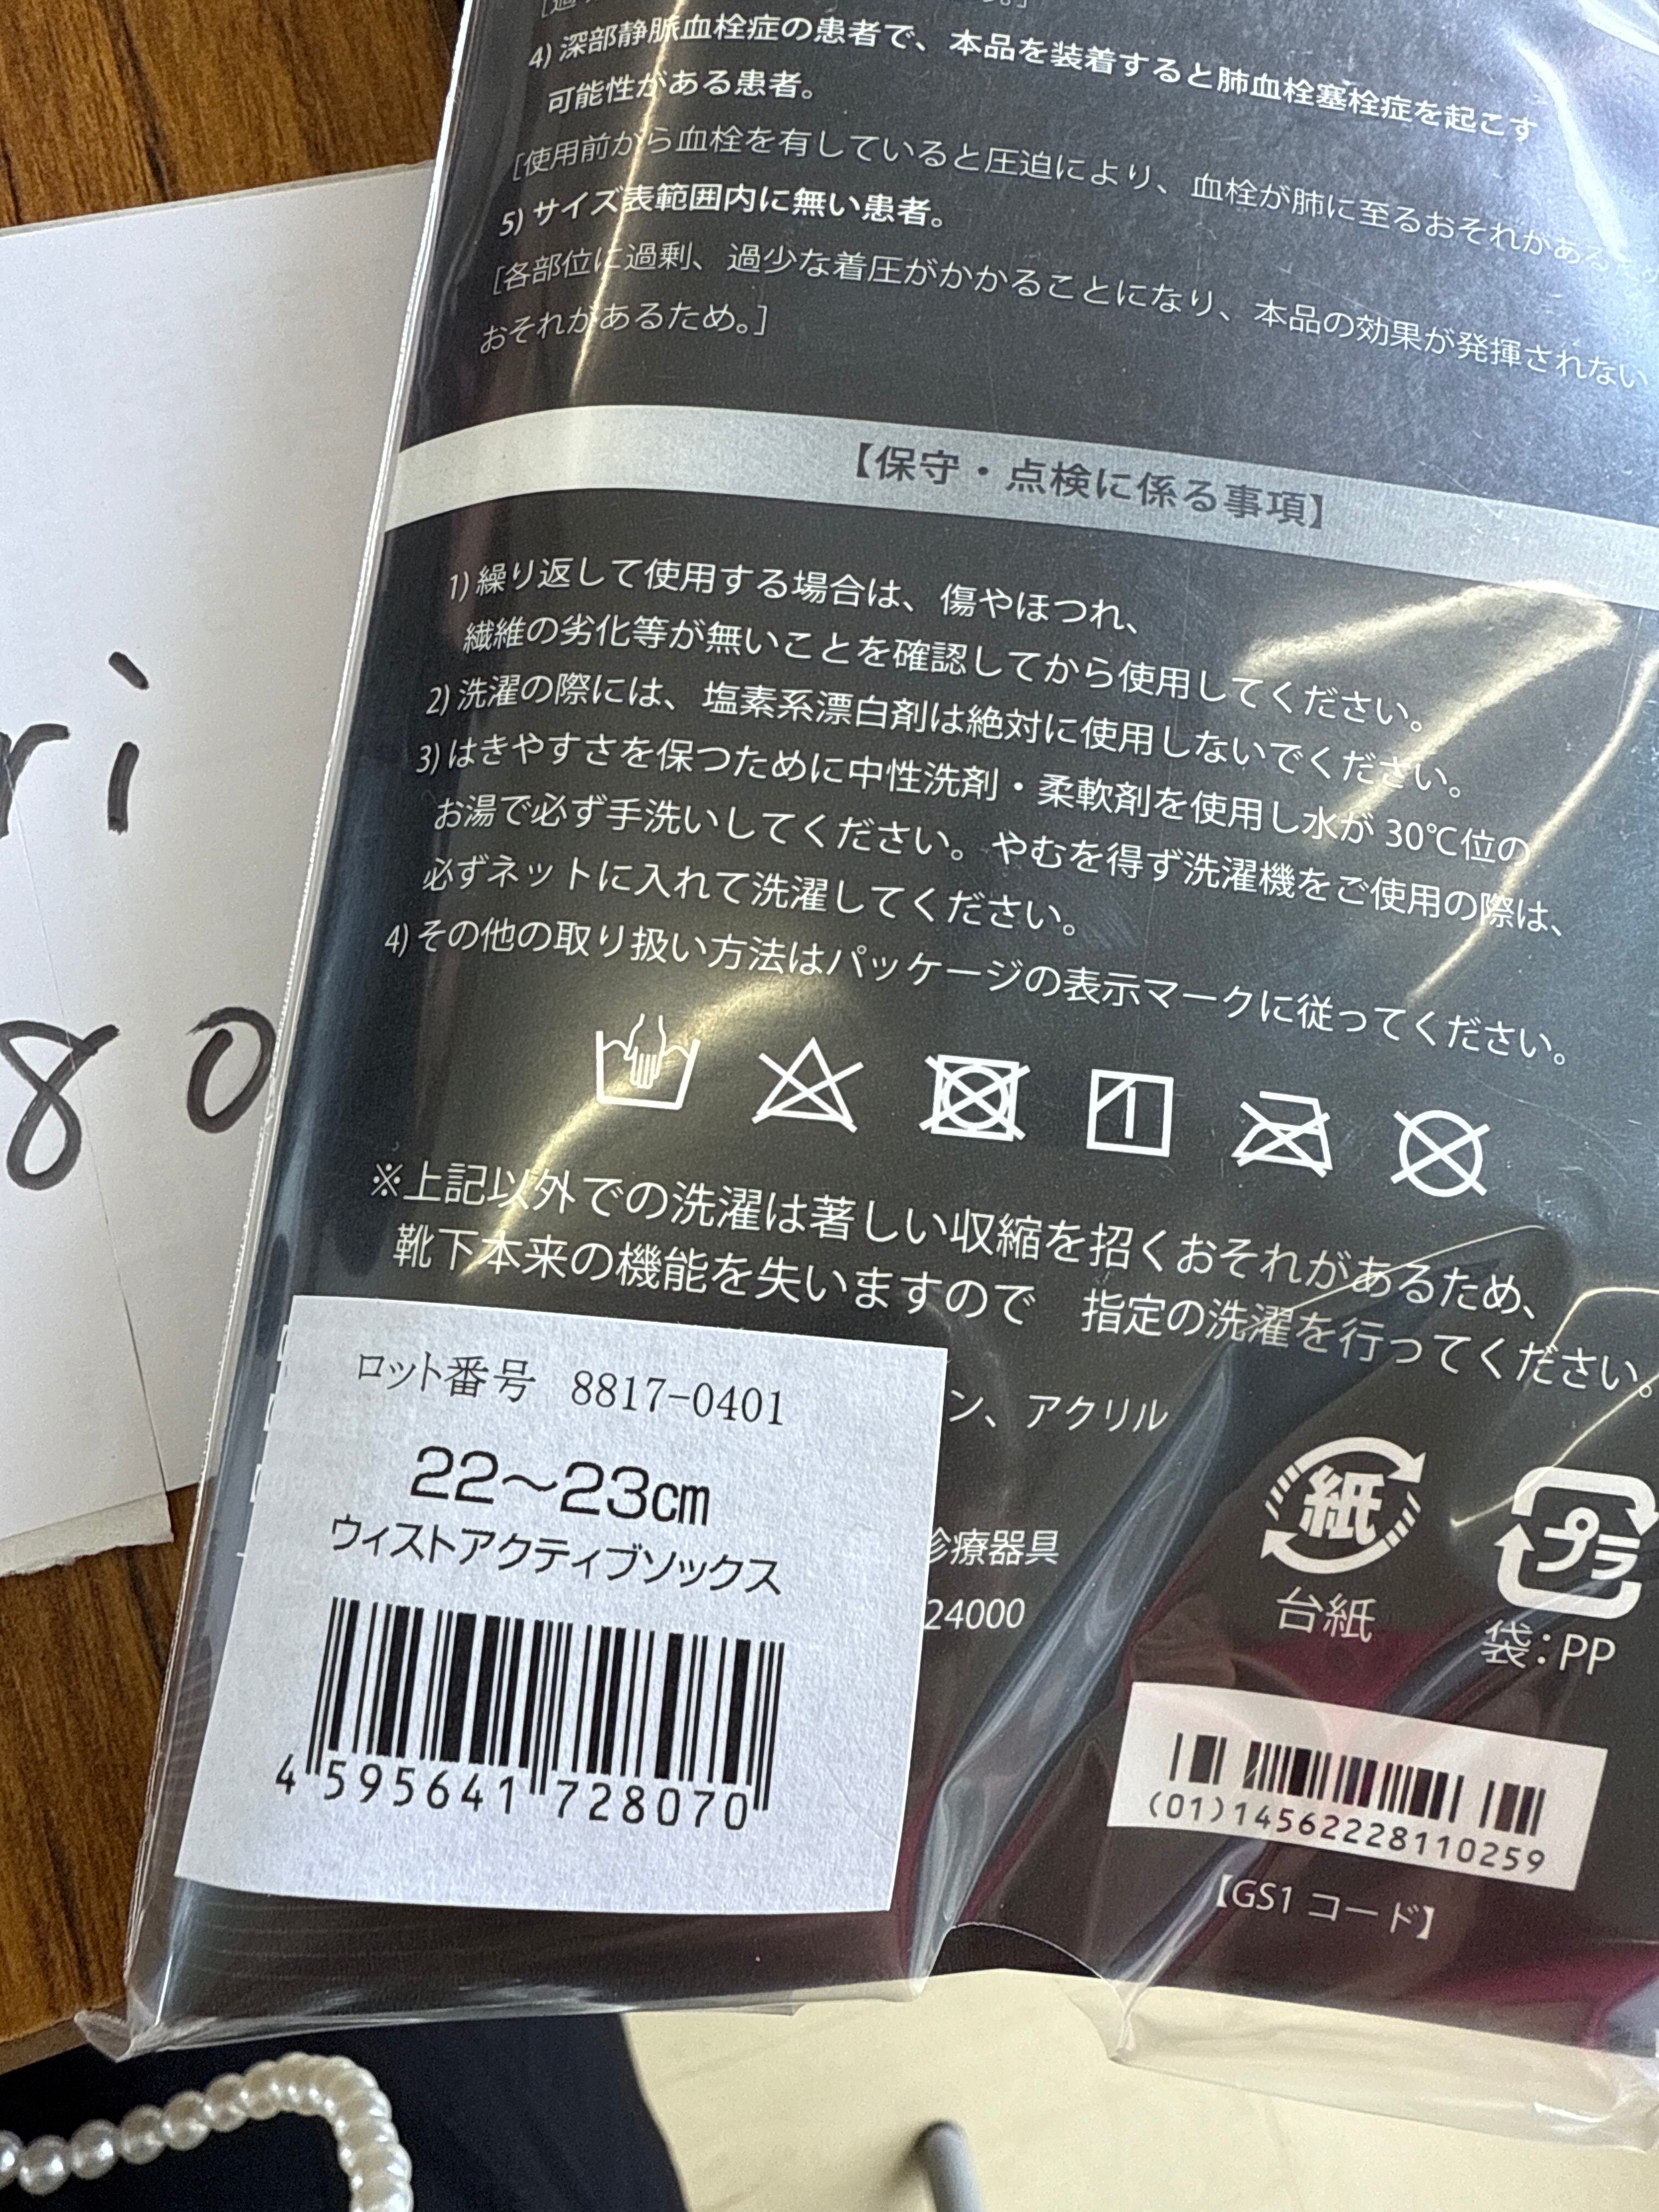 4) 深部静脈血栓症の患者で、本品を装着すると肺血栓塞栓症を起こす
可能性がある患者。
[使用前から血栓を有していると圧迫により、血栓が肺に至るおそれがある
5) サイズ表範囲内に無い患者。
[各部位に過剰、過少な着圧がかかることになり、本品の効果が発揮されない
おそれがあるため。]
【保守・点検に係る事項】
1) 繰り返して使用する場合は、傷やほつれ、
繊維の劣化等が無いことを確認してから使用してください。
2) 洗濯の際には、塩素系漂白剤は絶対に使用しないでください。
3) はきやすさを保つために中性洗剤・柔軟剤を使用し水が 30℃位の
お湯で必ず手洗いしてください。やむを得ず洗濯機をご使用の際は、
必ずネットに入れて洗濯してください。
4) その他の取り扱い方法はパッケージの表示マークに従ってください。
※上記以外での洗濯は著しい収縮を招くおそれがあるため、
靴下本来の機能を失いますので 指定の洗濯を行ってください。
ン、アクリル
診療器具
24000
紙
台紙
プラ
袋：PP
ロット番号 8817-0401
22～23cm
ウィストアクティブソックス
4 595641 728070
(01)14562228110259
【GS1 コード】
ri
80